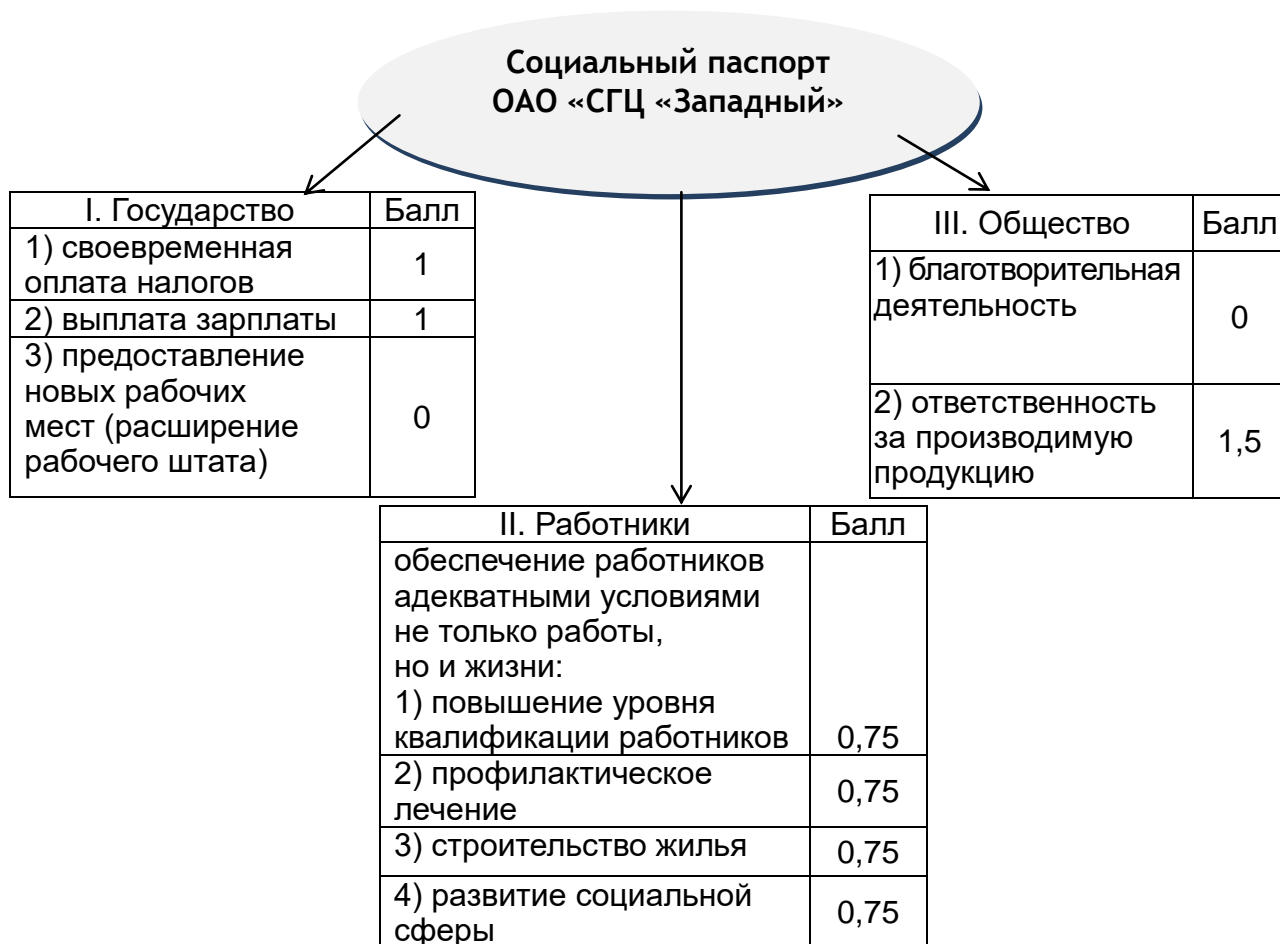 Социальный паспорт
ОАО «СГЦ «Западный»
I. Государство Балл
1) своевременная
оплата налогов 1
2) выплата зарплаты 1
3) предоставление
новых рабочих
мест (расширение
рабочего штата) 0
III. Общество Балл
1) благотворительная
деятельность 0
2) ответственность
за производимую
продукцию 1,5
II. Работники Балл
обеспечение работников
адекватными условиями
не только работы,
но и жизни:
1) повышение уровня
квалификации работников 0,75
2) профилактическое
лечение 0,75
3) строительство жилья 0,75
4) развитие социальной
сферы 0,75